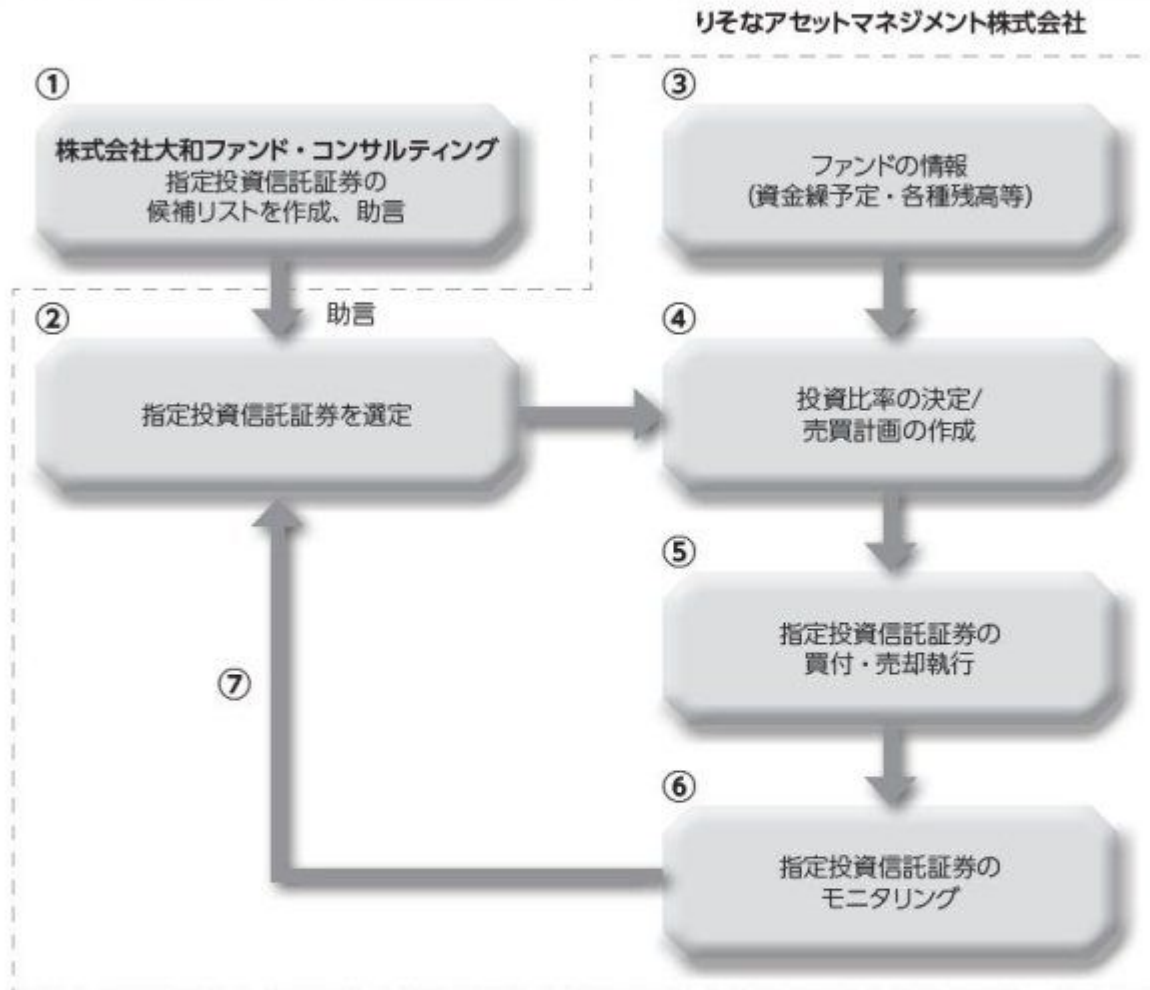 りそなアセットマネジメント株式会社
①
株式会社大和ファンド・コンサルティング
指定投資信託証券の
候補リストを作成、助言
助言
②
指定投資信託証券を選定
③
ファンドの情報
(資金繰予定・各種残高等)
④
投資比率の決定/
売買計画の作成
⑤
指定投資信託証券の
買付・売却執行
⑥
指定投資信託証券の
モニタリング
⑦